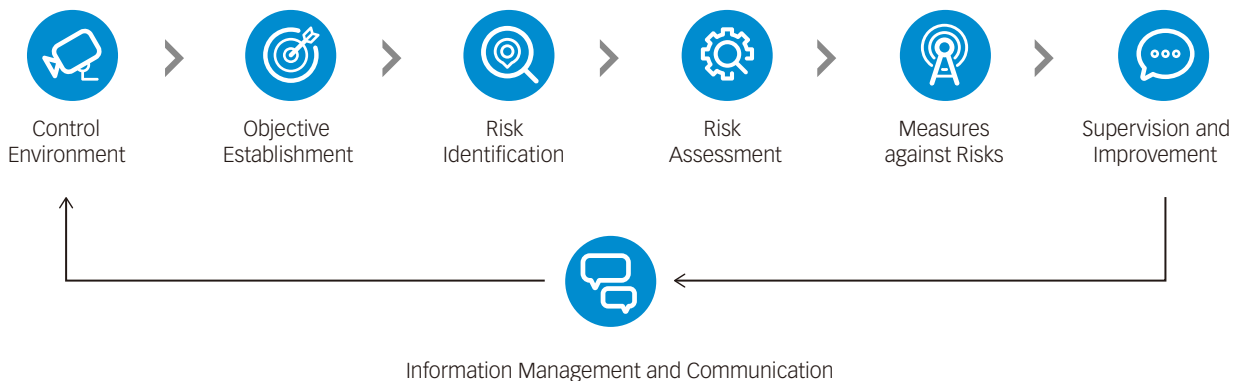 Control
Environment
Objective
Establishment
Risk
Identification
Risk
Assessment
Measures
against Risks
Supervision and
Improvement
Information Management and Communication